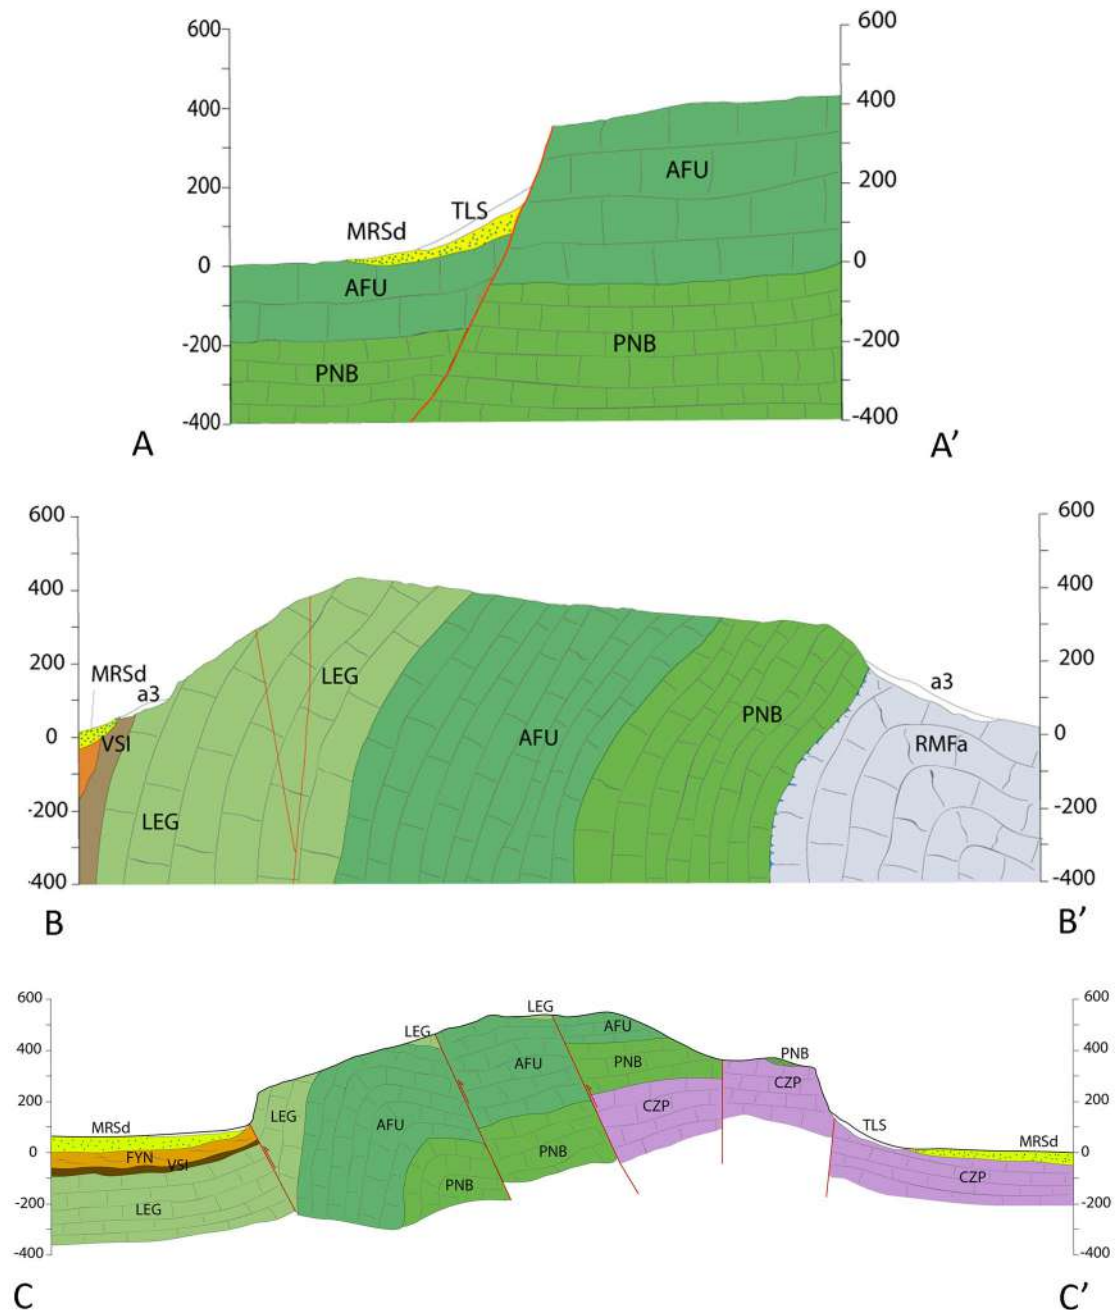 600
600
400
400
AFU
200
200
TLS
MRSd
0
0
AFU
-200
-200
PNB
PNB
-400
-400
A
A'
600
600
400
400
LEG
200
200
MRSd
a3
a3
PNB
VSI
AFU
0
0
RMFa
-200
-200
LEG
-400
-400
B
B'
600
LEG
600
LEG
AFU
400
AFU
PNB
PNB
400
CZP
200
LEG
CZP
200
MRSd
AFU
TLS
MRSd
0
FYN
VSI
PNB
0
PNB
CZP
-200
LEG
-200
-400
-400
C
C'